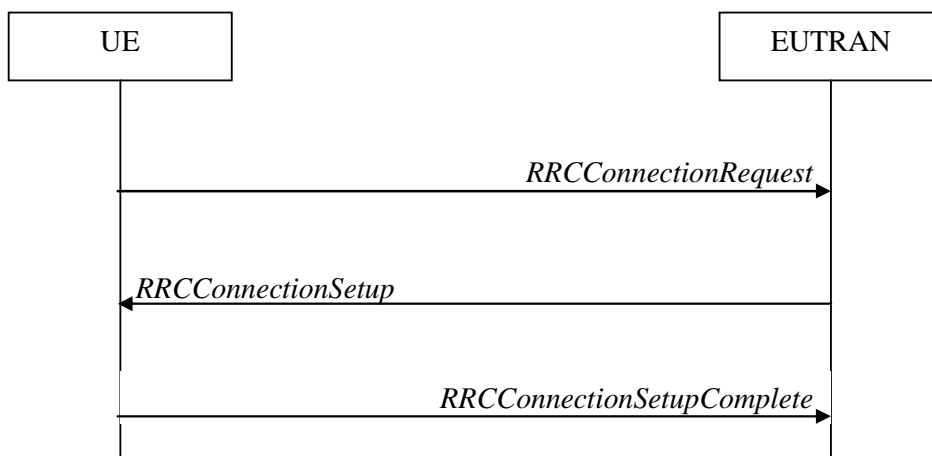 UE
EUTRAN
RRCConnectionRequest
RRCConnectionSetup
RRCConnectionSetupComplete